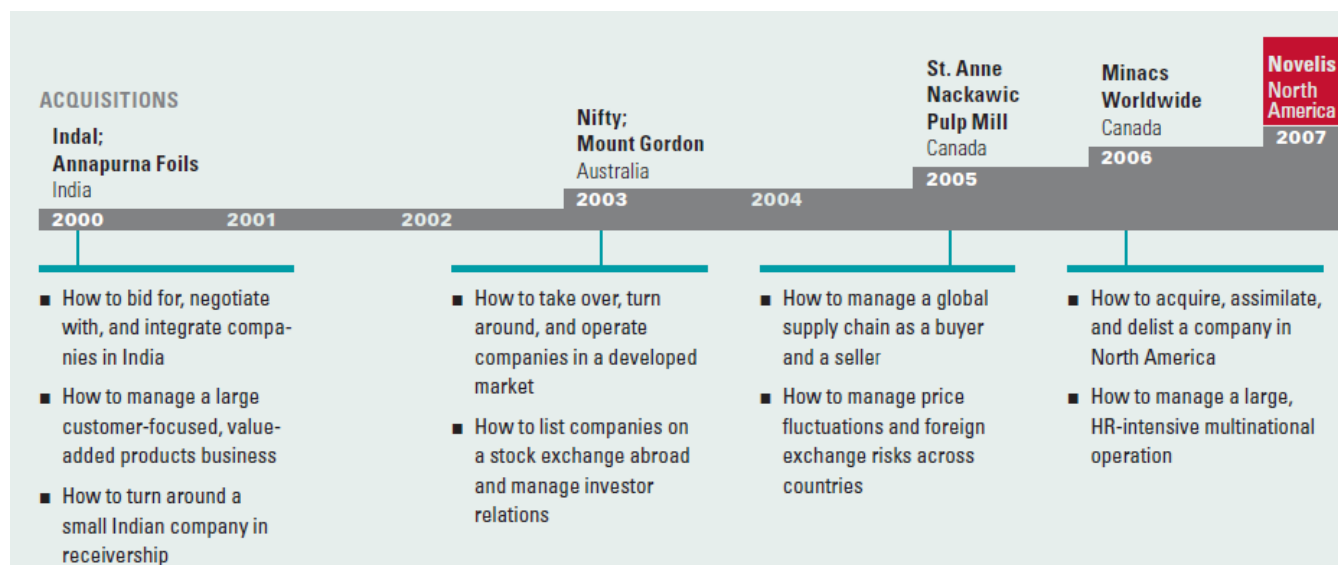 ACQUISITIONS
Indal;
Annapurna Foils
India
2000
2001
2002
Nifty;
Mount Gordon
Australia
2003
2004
St. Anne
Nackawic
Pulp Mill
Canada
2005
Minacs
Worldwide
Canada
2006
Novelis
North
America
2007
■ How to bid for, negotiate
with, and integrate compa-
nies in India
■ How to manage a large
customer-focused, value-
added products business
■ How to turn around a
small Indian company in
receivership
■ How to take over, turn
around, and operate
companies in a developed
market
■ How to list companies on
a stock exchange abroad
and manage investor
relations
■ How to manage a global
supply chain as a buyer
and a seller
■ How to manage price
fluctuations and foreign
exchange risks across
countries
■ How to acquire, assimilate,
and delist a company in
North America
■ How to manage a large,
HR-intensive multinational
operation